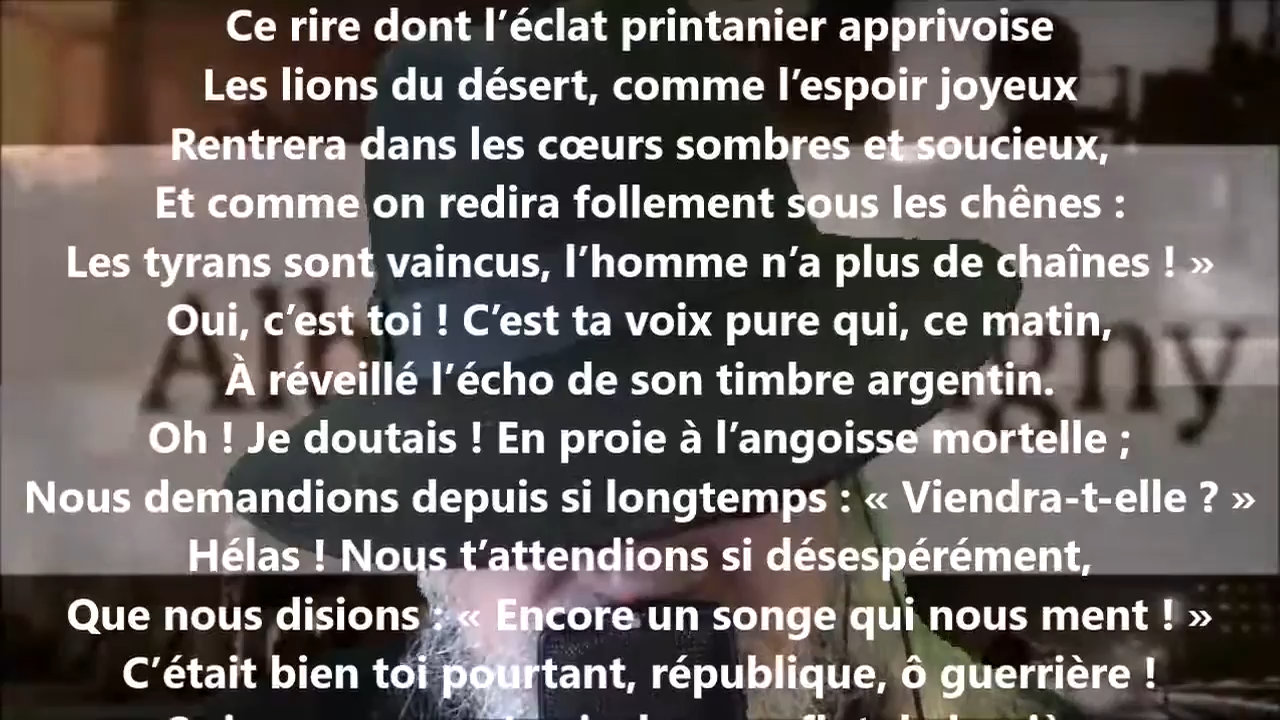 Ce rire dont l’éclat printanier apprivoise
Les lions du désert, comme l’espoir joyeux
Rentrera dans les cœurs sombres et soucieux,
Et comme on redira follement sous les chênes :
Les tyrans sont vaincus, l’homme n’a plus de chaînes ! »
Oui, c’est toi ! C’est ta voix pure qui, ce matin,
À réveillé l’écho de son timbre argentin.
Oh ! Je doutais ! En proie à l’angoisse mortelle ;
Nous demandions depuis si longtemps : « Viendra-t-elle ? »
Hélas ! Nous t’attendions si désespérément,
Que nous disions : « Encore un songe qui nous ment ! »
C’était bien toi pourtant, république, ô guerrière !